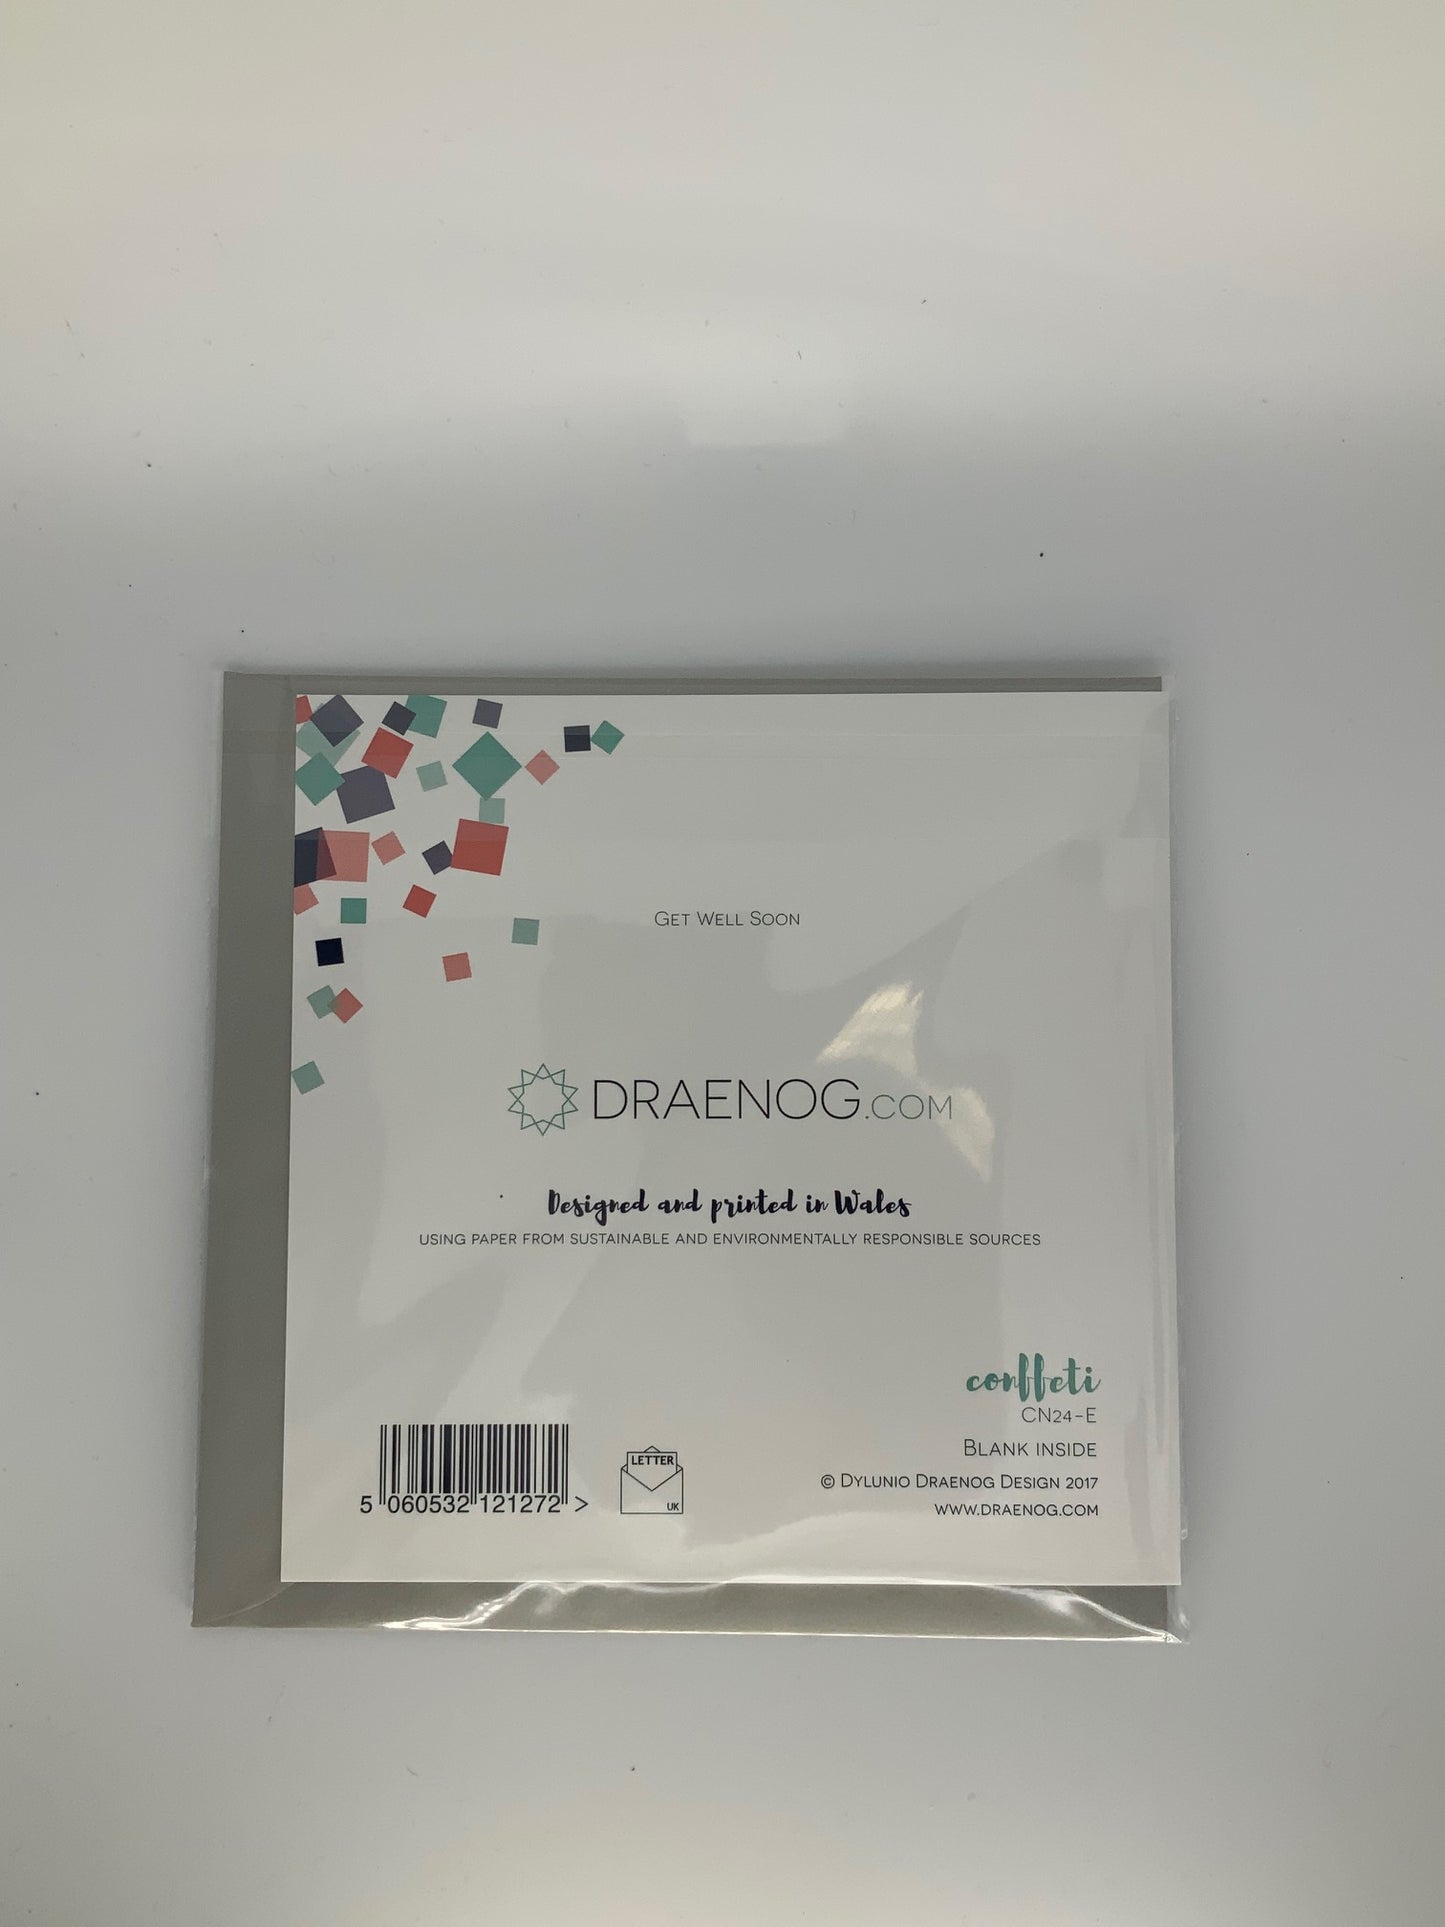 Get Well Soon
DRAENOG.COM
Designed and printed in Wales
USING PAPER FROM SUSTAINABLE AND ENVIRONMENTALLY RESPONSIBLE SOURCES
conffeti
CN24-E
BLANK INSIDE
© Dylunio Draenog Design 2017
WWW.DRAENOG.COM
LETTER
UK
5 060532 121272 >